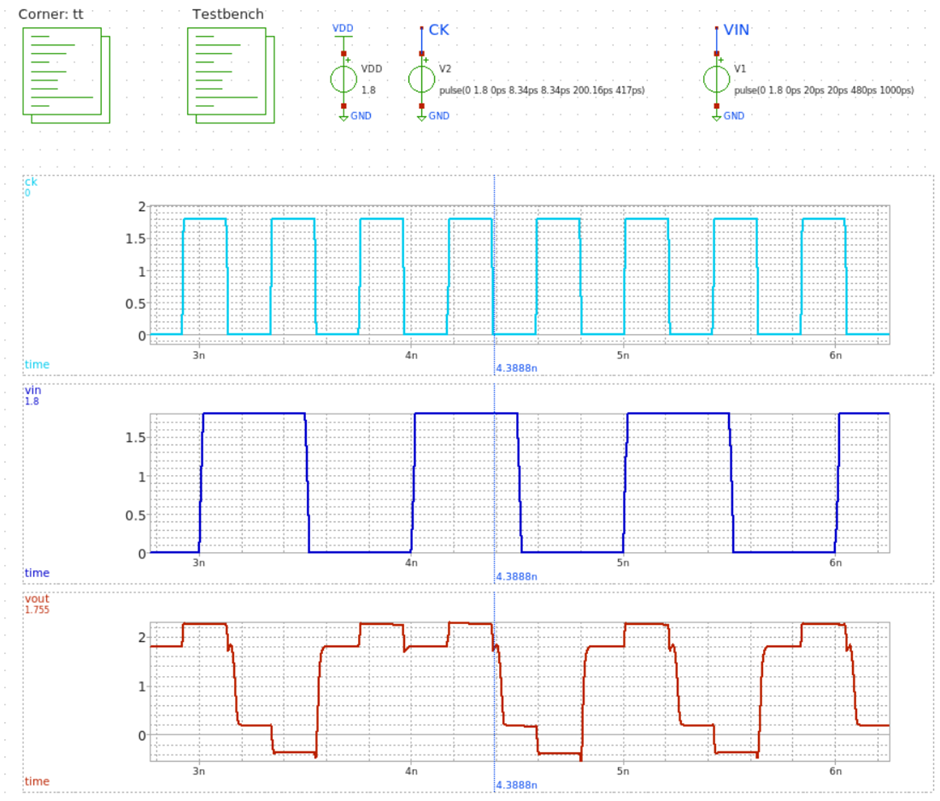 Corner: tt
Testbench
VDD
VDD
1.8
GND
CK
V2
pulse(0 1.8 0ps 8.34ps 8.34ps 200.16ps 417ps)
GND
VIN
V1
pulse(0 1.8 0ps 20ps 20ps 480ps 1000ps)
GND
ck
0
2
1.5
1
0.5
0
3n 4n 5n 6n
time
4.3888n
vin
1.8
1.5
1
0.5
0
3n 4n 5n 6n
time
4.3888n
vout
1.755
2
1
0
3n 4n 5n 6n
time
4.3888n